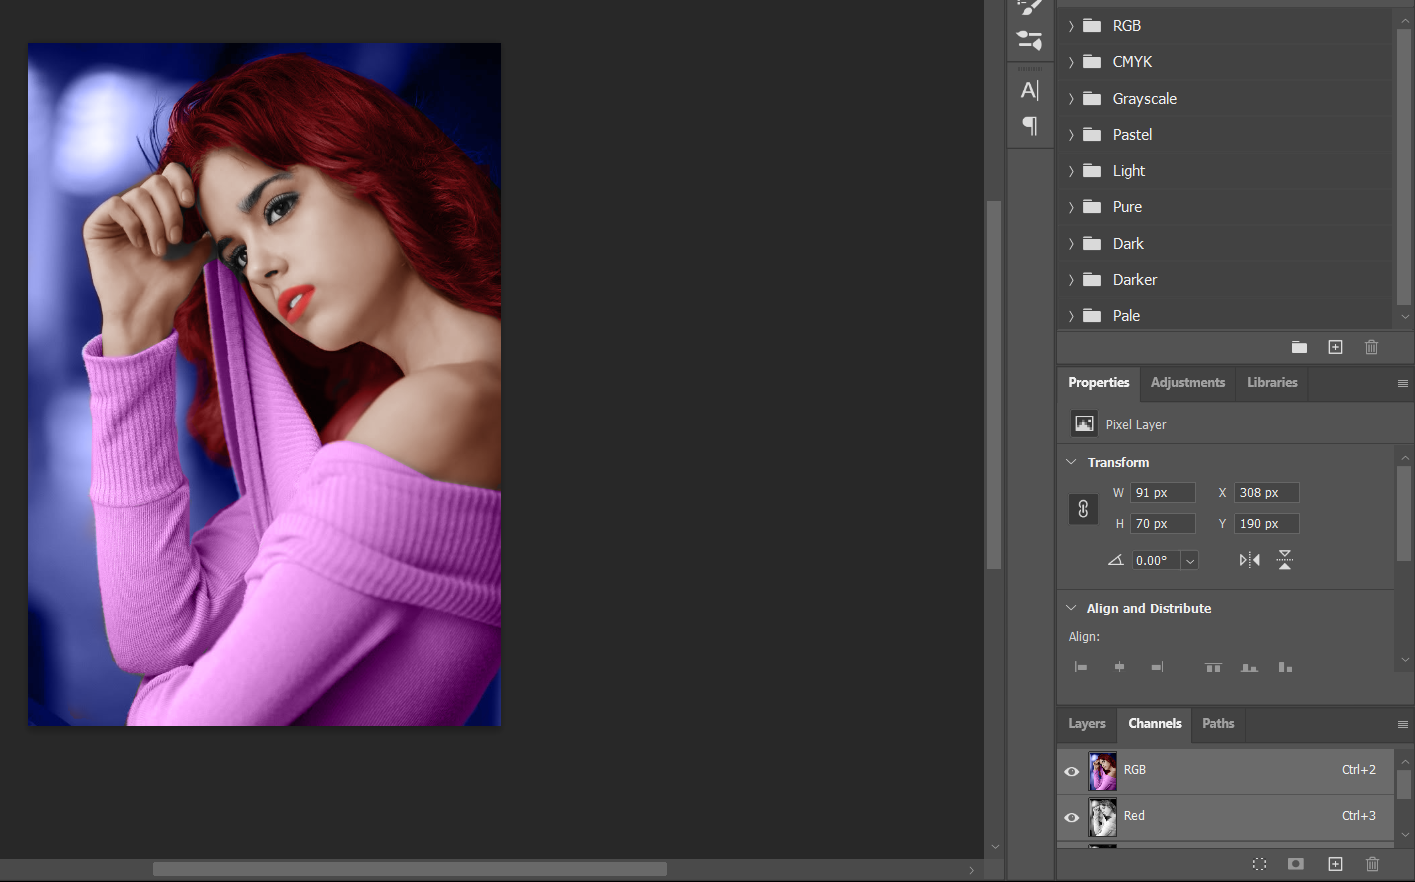 RGB
CMYK
Grayscale
Pastel
Light
Pure
Dark
Darker
Pale
A
¶
Properties Adjustments Libraries
Pixel Layer
Transform
W 91 px X 308 px
H 70 px Y 190 px
0.00°
Align and Distribute
Align:
Layers Channels Paths
RGB Ctrl+2
Red Ctrl+3